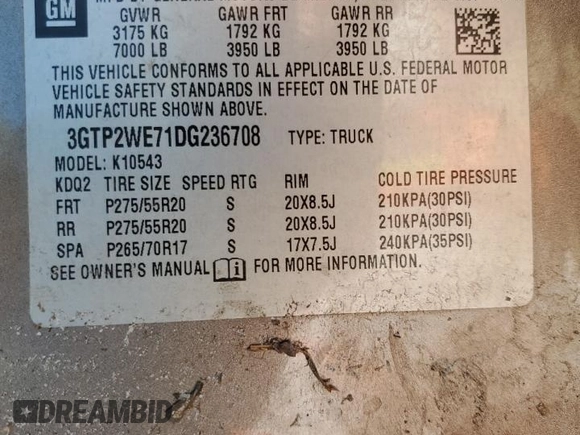 GM
GVWR GAWR FRT GAWR RR
3175 KG 1792 KG 1792 KG
7000 LB 3950 LB 3950 LB
THIS VEHICLE CONFORMS TO ALL APPLICABLE U.S. FEDERAL MOTOR
VEHICLE SAFETY STANDARDS IN EFFECT ON THE DATE OF
MANUFACTURE SHOWN ABOVE.
3GTP2WE71DG236708 TYPE: TRUCK
MODEL: K10543
KDQ2 TIRE SIZE SPEED RTG RIM COLD TIRE PRESSURE
FRT P275/55R20 S 20X8.5J 210KPA(30PSI)
RR P275/55R20 S 20X8.5J 210KPA(30PSI)
SPA P265/70R17 S 17X7.5J 240KPA(35PSI)
SEE OWNER'S MANUAL i FOR MORE INFORMATION.
DREAMBID